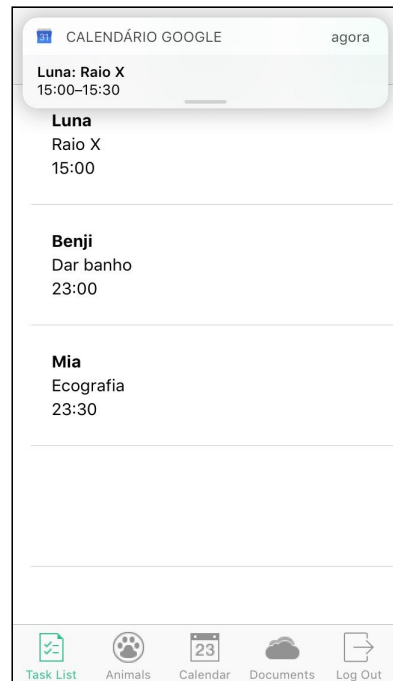 31 CALENDÁRIO GOOGLE agora
Luna: Raio X
15:00–15:30
Luna
Raio X
15:00
Benji
Dar banho
23:00
Mia
Ecografia
23:30
23
Task List Animals Calendar Documents Log Out